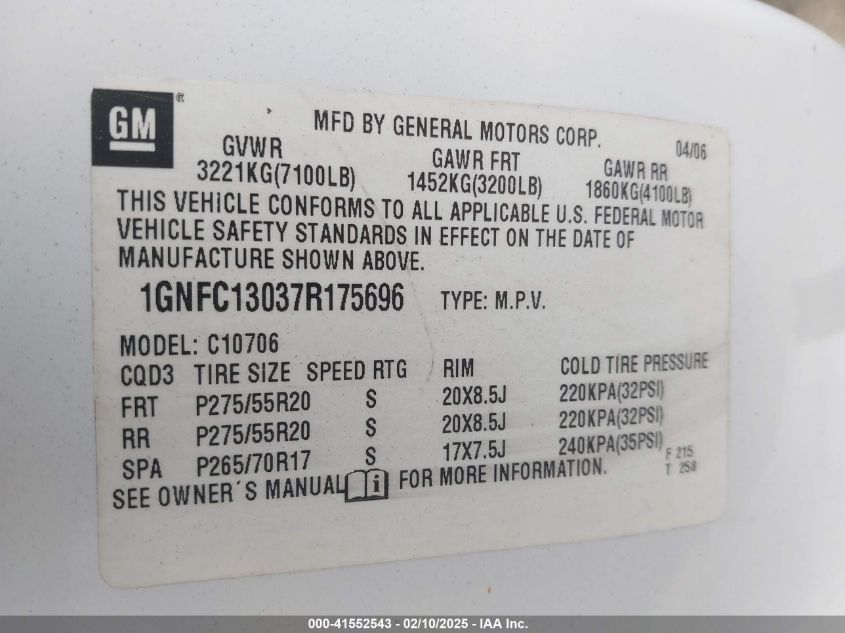 GM
MFD BY GENERAL MOTORS CORP. 04/06
GVWR GAWR FRT GAWR RR
3221KG(7100LB) 1452KG(3200LB) 1860KG(4100LB)
THIS VEHICLE CONFORMS TO ALL APPLICABLE U.S. FEDERAL MOTOR
VEHICLE SAFETY STANDARDS IN EFFECT ON THE DATE OF
MANUFACTURE SHOWN ABOVE.
1GNFC13037R175696 TYPE: M.P.V.
MODEL: C10706
CQD3 TIRE SIZE SPEED RTG RIM COLD TIRE PRESSURE
FRT P275/55R20 S 20X8.5J 220KPA(32PSI)
RR P275/55R20 S 20X8.5J 220KPA(32PSI)
SPA P265/70R17 S 17X7.5J 240KPA(35PSI)
SEE OWNER´S MANUAL FOR MORE INFORMATION.
F 215
T 258
000-41552543 - 02/10/2025 - IAA Inc.